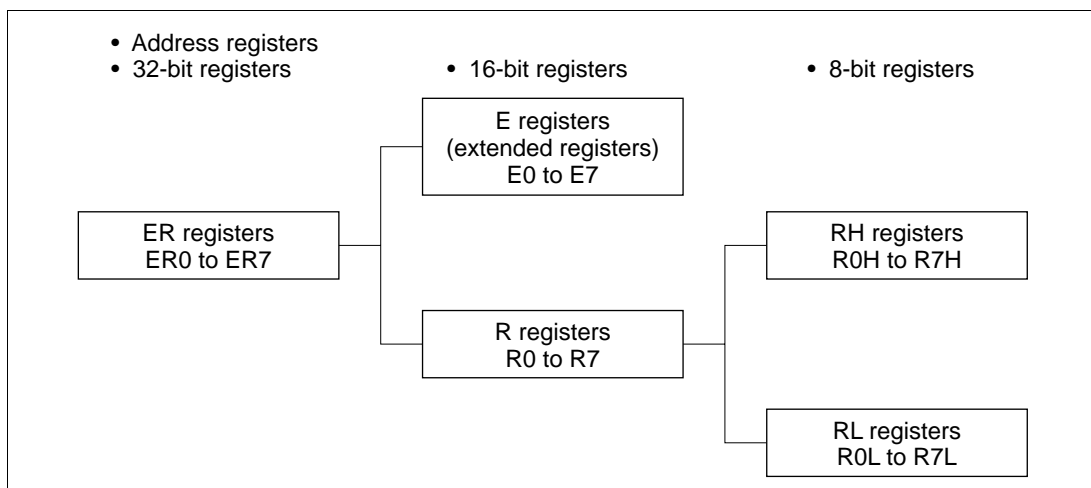 • Address registers
• 32-bit registers
• 16-bit registers
• 8-bit registers
E registers
(extended registers)
E0 to E7
ER registers
ER0 to ER7
RH registers
R0H to R7H
R registers
R0 to R7
RL registers
R0L to R7L